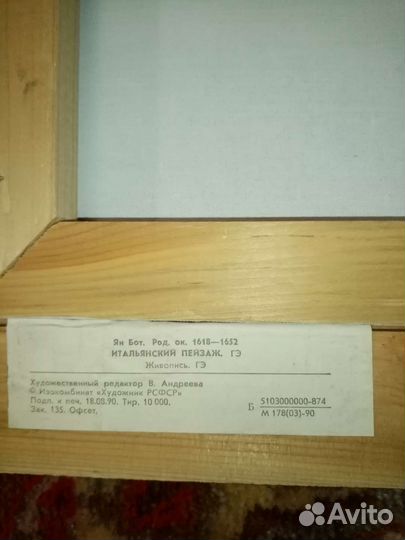 Ян Бот. Род. ок. 1618—1652
ИТАЛЬЯНСКИЙ ПЕЙЗАЖ. ГЭ
Живопись. ГЭ
Художественный редактор В. Андреева
© Изокомбинат «Художник РСФСР»
Подп. к печ. 18.08.90. Тир. 10 000.
Зак. 135. Офсет.
Б 5103000000-874
М 178(03)-90
Avito